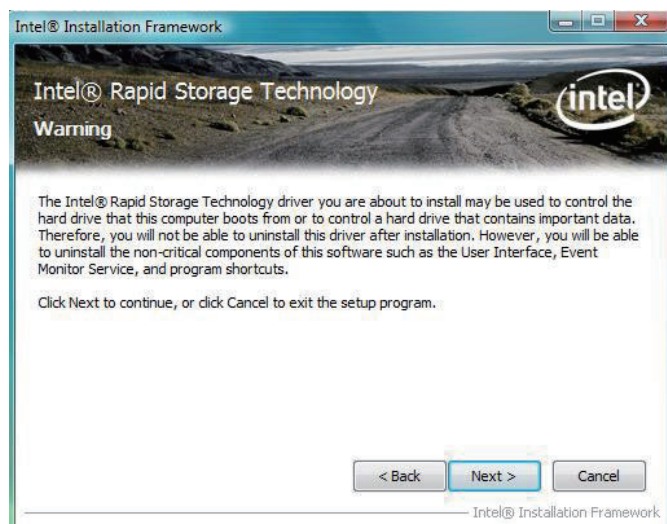 Intel® Installation Framework
Intel® Rapid Storage Technology
Warning
intel
The Intel® Rapid Storage Technology driver you are about to install may be used to control the
hard drive that this computer boots from or to control a hard drive that contains important data.
Therefore, you will not be able to uninstall this driver after installation. However, you will be able
to uninstall the non-critical components of this software such as the User Interface, Event
Monitor Service, and program shortcuts.
Click Next to continue, or click Cancel to exit the setup program.
< Back Next > Cancel
Intel® Installation Framework